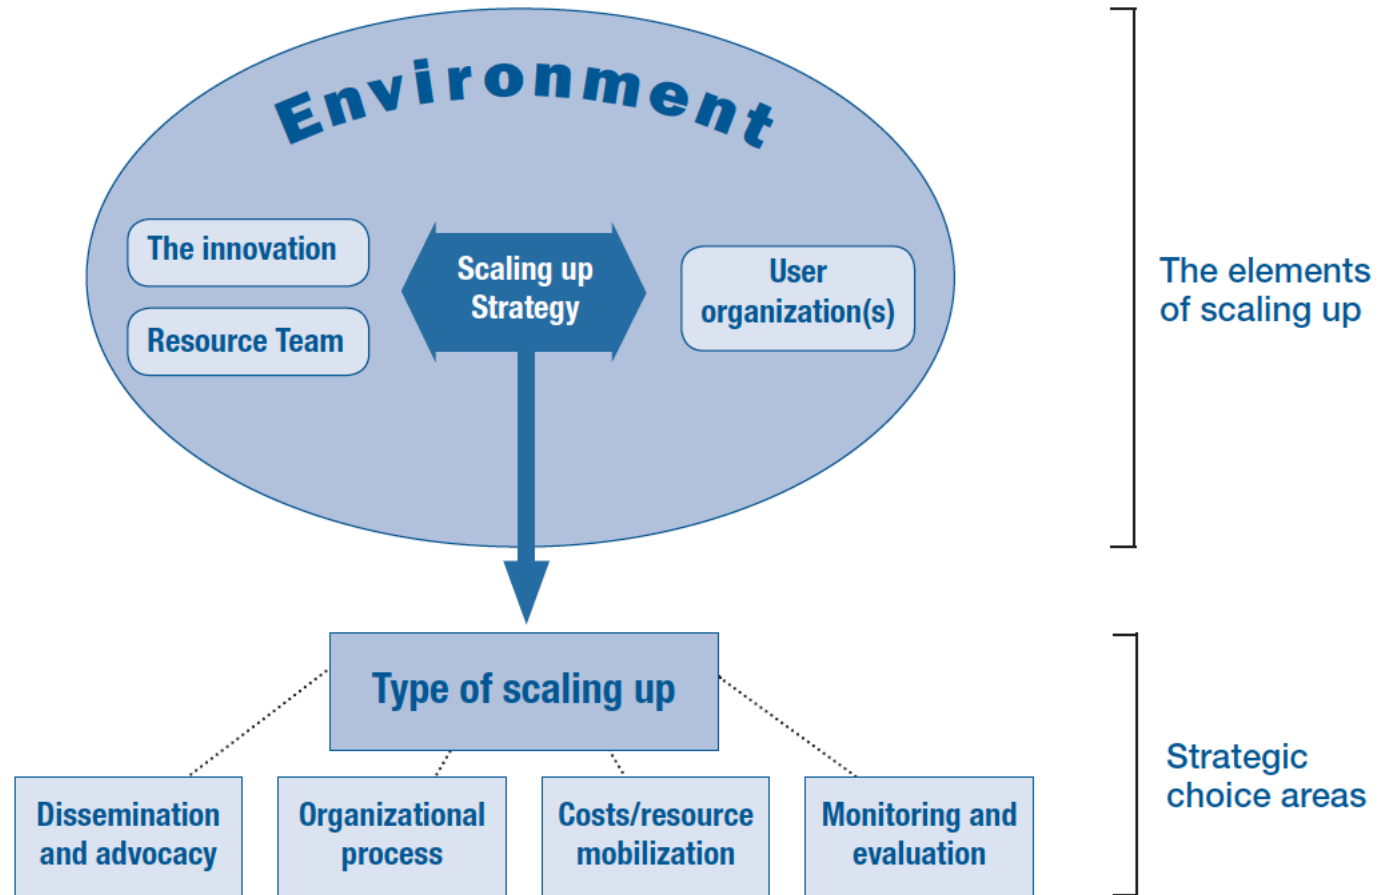 Environment
The innovation
Resource Team
Scaling up
Strategy
User
organization(s)
The elements
of scaling up
Type of scaling up
Strategic
choice areas
Dissemination
and advocacy
Organizational
process
Costs/resource
mobilization
Monitoring and
evaluation